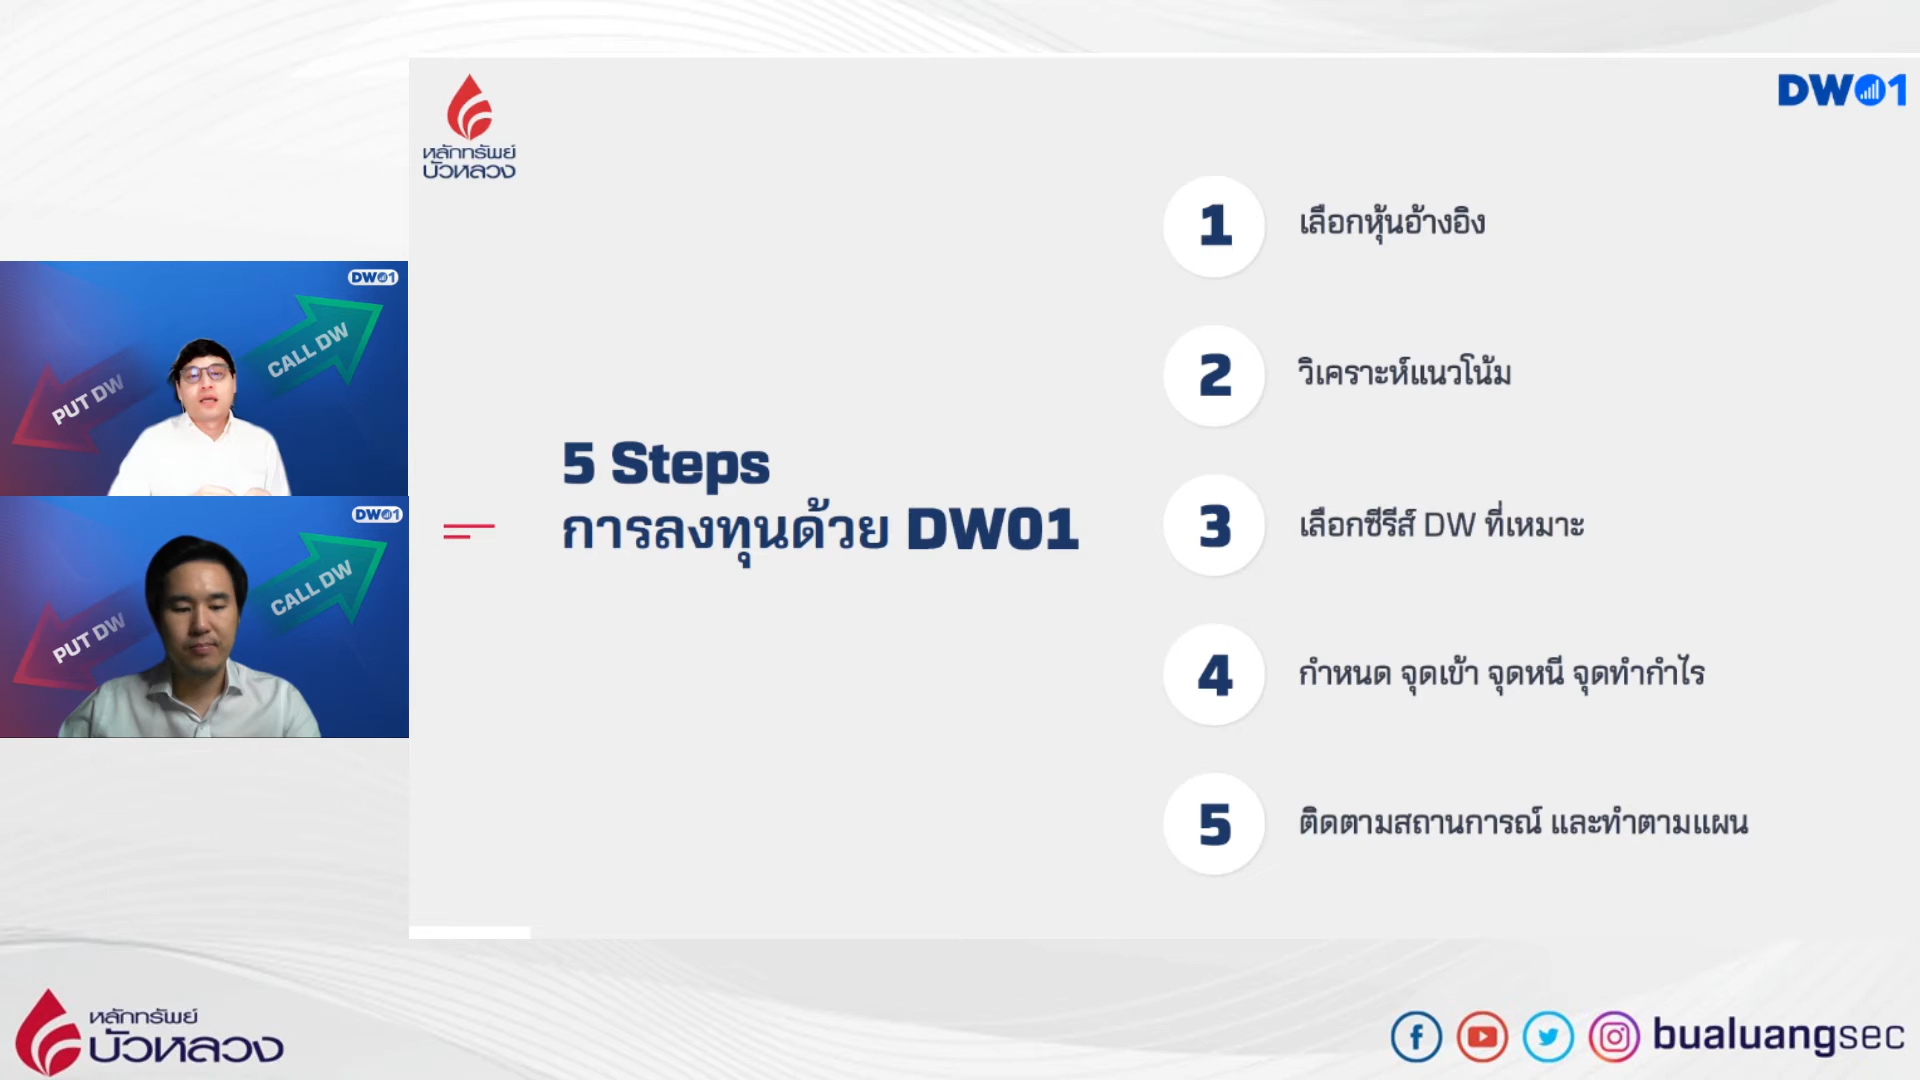 หลักทรัพย์
บัวหลวง
DW01
DW01
PUT DW
CALL DW
DW01
PUT DW
CALL DW
5 Steps
การลงทุนด้วย DW01
1 เลือกหุ้นอ้างอิง
2 วิเคราะห์แนวโน้ม
3 เลือกซีรีส์ DW ที่เหมาะ
4 กำหนด จุดเข้า จุดหนี จุดทำกำไร
5 ติดตามสถานการณ์ และทำตามแผน
หลักทรัพย์
บัวหลวง
bualuangsec